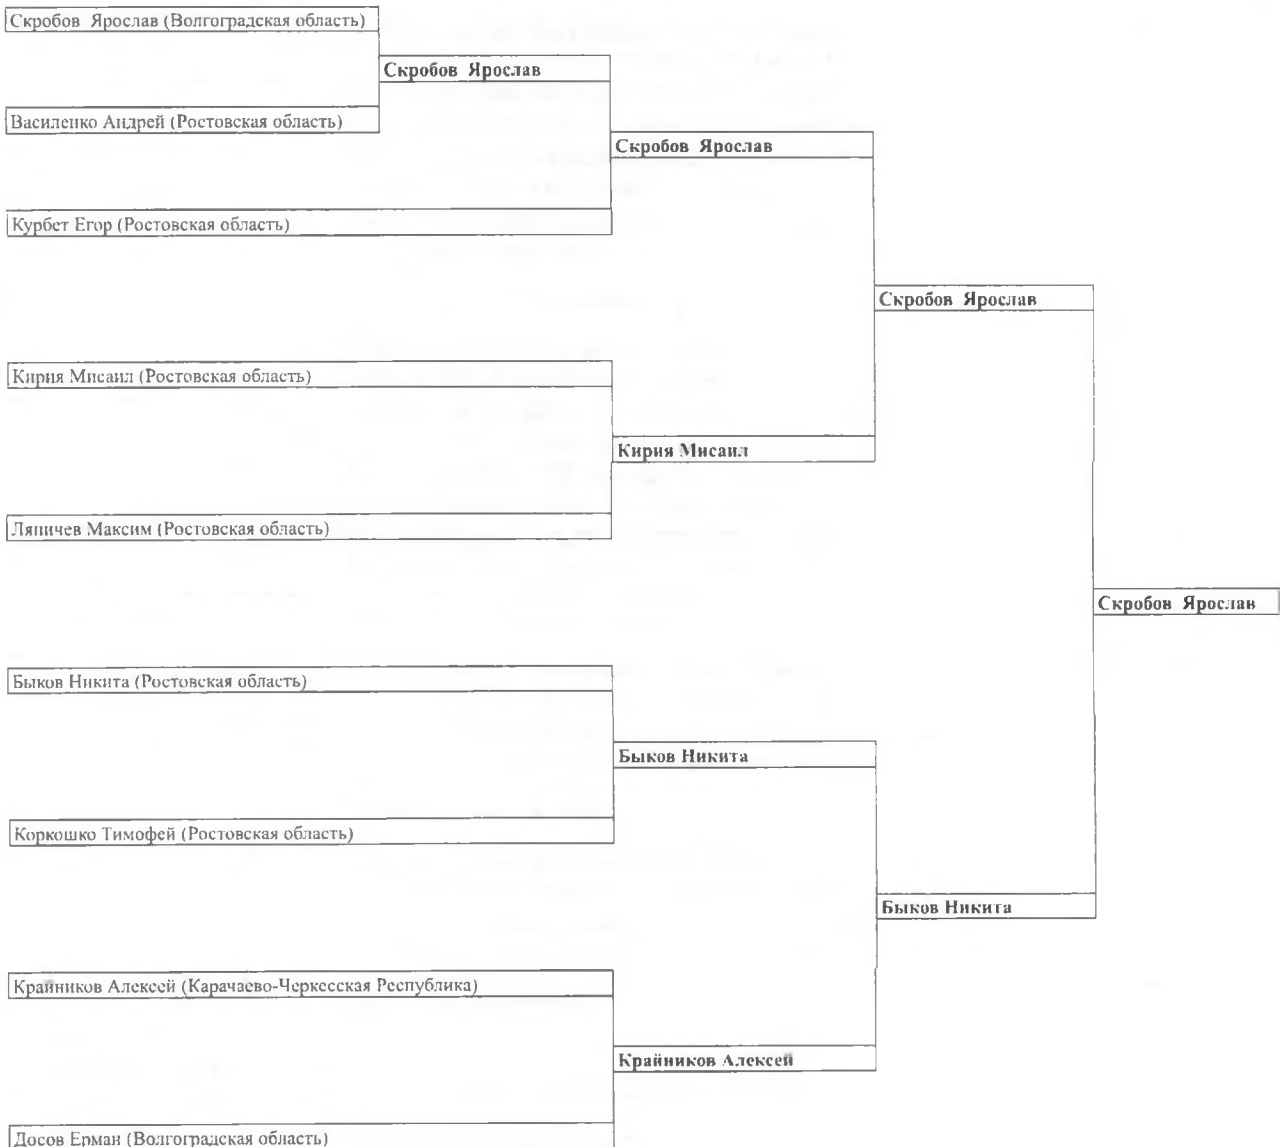 Скробов Ярослав (Волгоградская область)
Скробов Ярослав
Василенко Андрей (Ростовская область)
Скробов Ярослав
Курбет Егор (Ростовская область)
Скробов Ярослав
Кирия Мисаил (Ростовская область)
Кирия Мисаил
Ляпичев Максим (Ростовская область)
Скробов Ярослав
Быков Никита (Ростовская область)
Быков Никита
Коркошко Тимофей (Ростовская область)
Быков Никита
Крайников Алексей (Карачаево-Черкесская Республика)
Крайников Алексей
Досов Ерман (Волгоградская область)